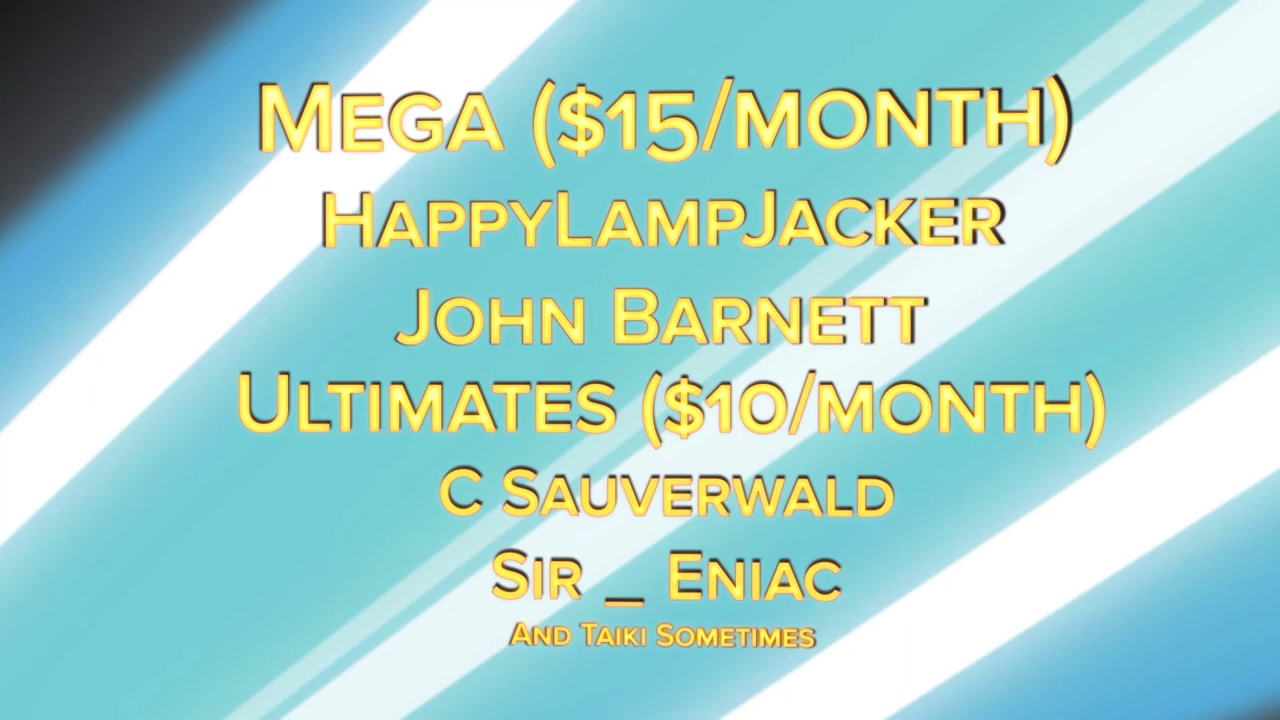 Mega ($15/month)
HappyLampJacker
John Barnett
Ultimates ($10/month)
C Sauverwald
Sir _ Eniac
And Taiki Sometimes